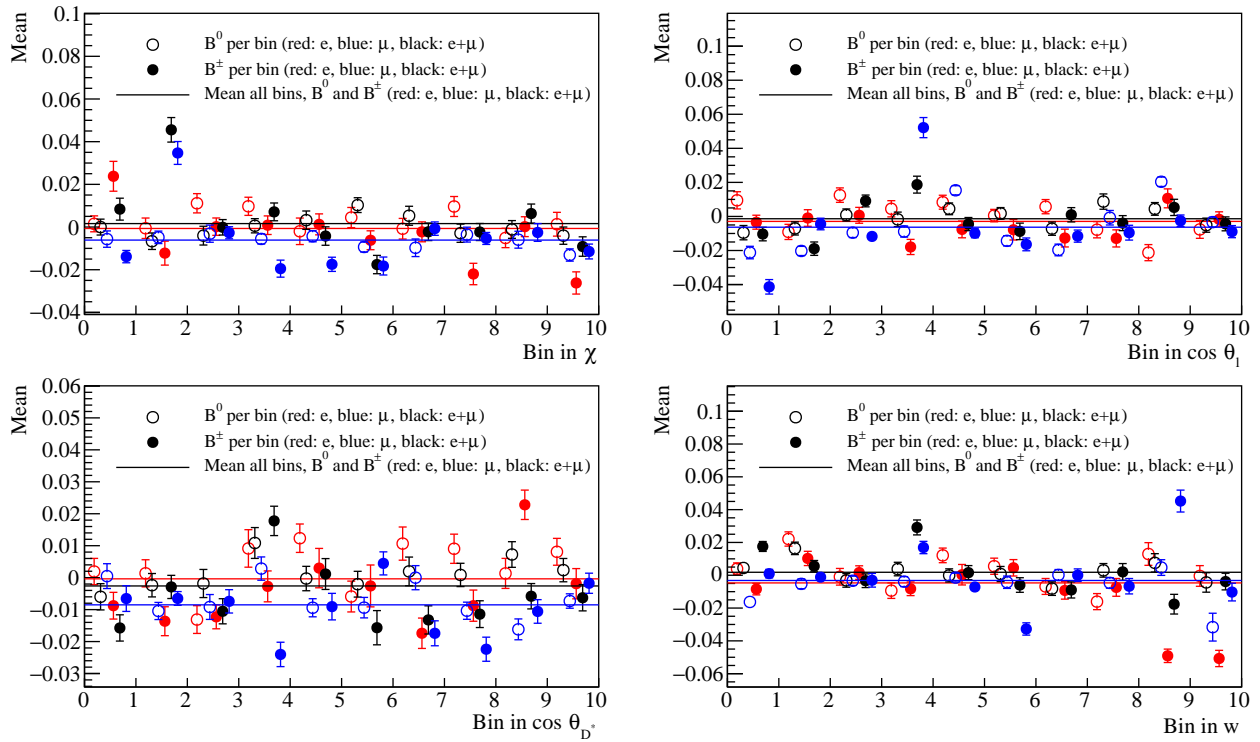 Mean
0.1
0.08
0.06
0.04
0.02
0
−0.02
−0.04
B⁰ per bin (red: e, blue: μ, black: e+μ)
B± per bin (red: e, blue: μ, black: e+μ)
Mean all bins, B⁰ and B± (red: e, blue: μ, black: e+μ)
0 1 2 3 4 5 6 7 8 9 10
Bin in χ
Mean
0.1
0.08
0.06
0.04
0.02
0
−0.02
−0.04
B⁰ per bin (red: e, blue: μ, black: e+μ)
B± per bin (red: e, blue: μ, black: e+μ)
Mean all bins, B⁰ and B± (red: e, blue: μ, black: e+μ)
0 1 2 3 4 5 6 7 8 9 10
Bin in cos θ_l
Mean
0.06
0.05
0.04
0.03
0.02
0.01
0
−0.01
−0.02
−0.03
B⁰ per bin (red: e, blue: μ, black: e+μ)
B± per bin (red: e, blue: μ, black: e+μ)
Mean all bins, B⁰ and B± (red: e, blue: μ, black: e+μ)
0 1 2 3 4 5 6 7 8 9 10
Bin in cos θ_D*
Mean
0.1
0.08
0.06
0.04
0.02
0
−0.02
−0.04
−0.06
B⁰ per bin (red: e, blue: μ, black: e+μ)
B± per bin (red: e, blue: μ, black: e+μ)
Mean all bins, B⁰ and B± (red: e, blue: μ, black: e+μ)
0 1 2 3 4 5 6 7 8 9 10
Bin in w